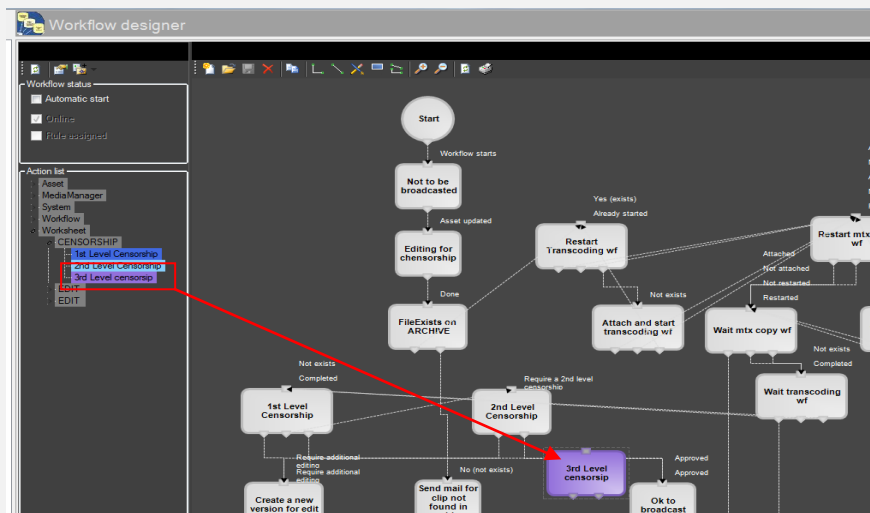 Workflow designer
Workflow status
Automatic start
Online
Rule assigned
Action list
Asset
MediaManager
System
Workflow
Worksheet
CENSORSHIP
1st Level Censorship
2nd Level Censorship
3rd Level censorsip
EDIT
EDIT
Start
Workflow starts
Not to be
broadcasted
Asset updated
Editing for
chensorship
Done
FileExists on
ARCHIVE
Yes (exists)
Already started
Restart
Transcoding wf
Not exists
Attach and start
transcoding wf
Restart mtx
wf
Attached
Not attached
Not restarted
Restarted
Wait mtx copy wf
Not exists
Completed
Wait transcoding
wf
Not exists
Completed
1st Level
Censorship
Require a 2nd level
censorship
2nd Level
Censorship
Require additional
editing
Require additional
editing
No (not exists)
3rd Level
censorsip
Approved
Approved
Create a new
version for edit
Send mail for
clip not
found in
Ok to
broadcast